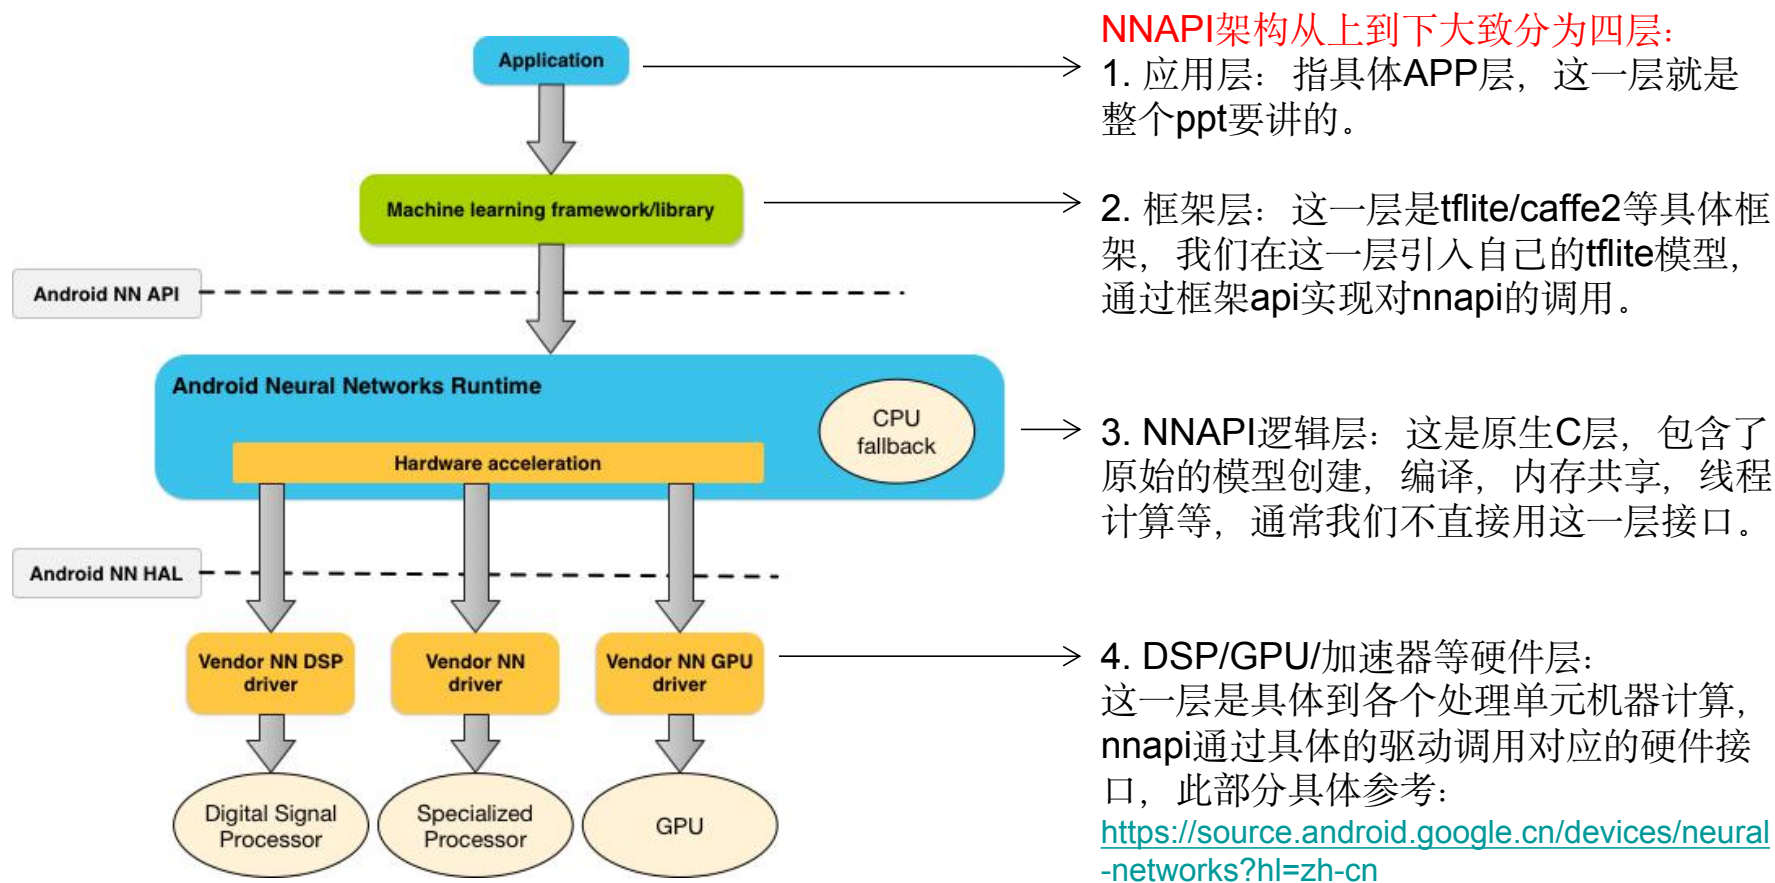 Application
Machine learning framework/library
Android NN API
Android Neural Networks Runtime
CPU
fallback
Hardware acceleration
Android NN HAL
Vendor NN DSP
driver
Vendor NN
driver
Vendor NN GPU
driver
Digital Signal
Processor
Specialized
Processor
GPU
NNAPI架构从上到下大致分为四层：
1. 应用层：指具体APP层，这一层就是
整个ppt要讲的。
2. 框架层：这一层是tflite/caffe2等具体框
架，我们在这一层引入自己的tflite模型，
通过框架api实现对nnapi的调用。
3. NNAPI逻辑层：这是原生C层，包含了
原始的模型创建，编译，内存共享，线程
计算等，通常我们不直接用这一层接口。
4. DSP/GPU/加速器等硬件层：
这一层是具体到各个处理单元机器计算，
nnapi通过具体的驱动调用对应的硬件接
口，此部分具体参考：
https://source.android.google.cn/devices/neural
-networks?hl=zh-cn